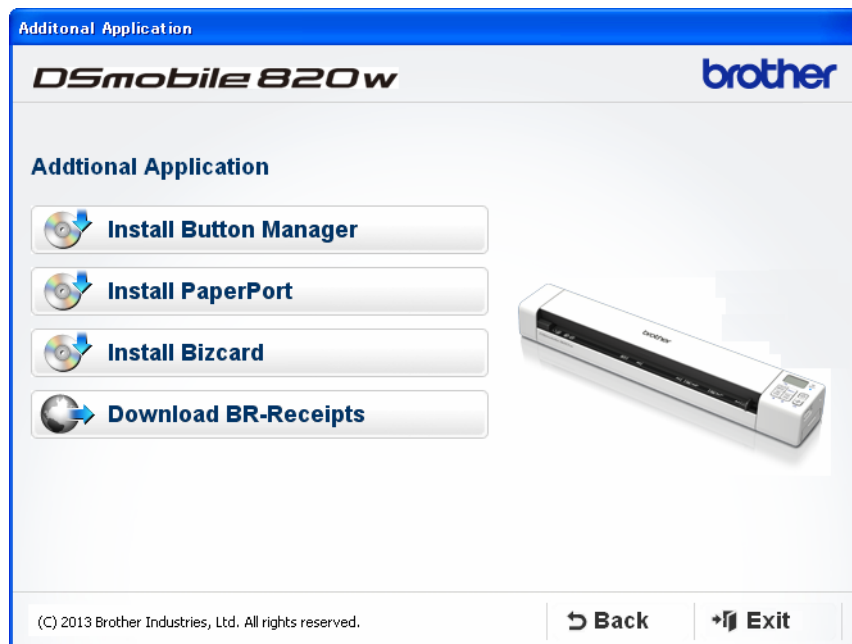 Additonal Application
DSmobile 820w
brother
Addtional Application
Install Button Manager
Install PaperPort
Install Bizcard
Download BR-Receipts
brother
(C) 2013 Brother Industries, Ltd. All rights reserved.
Back
Exit